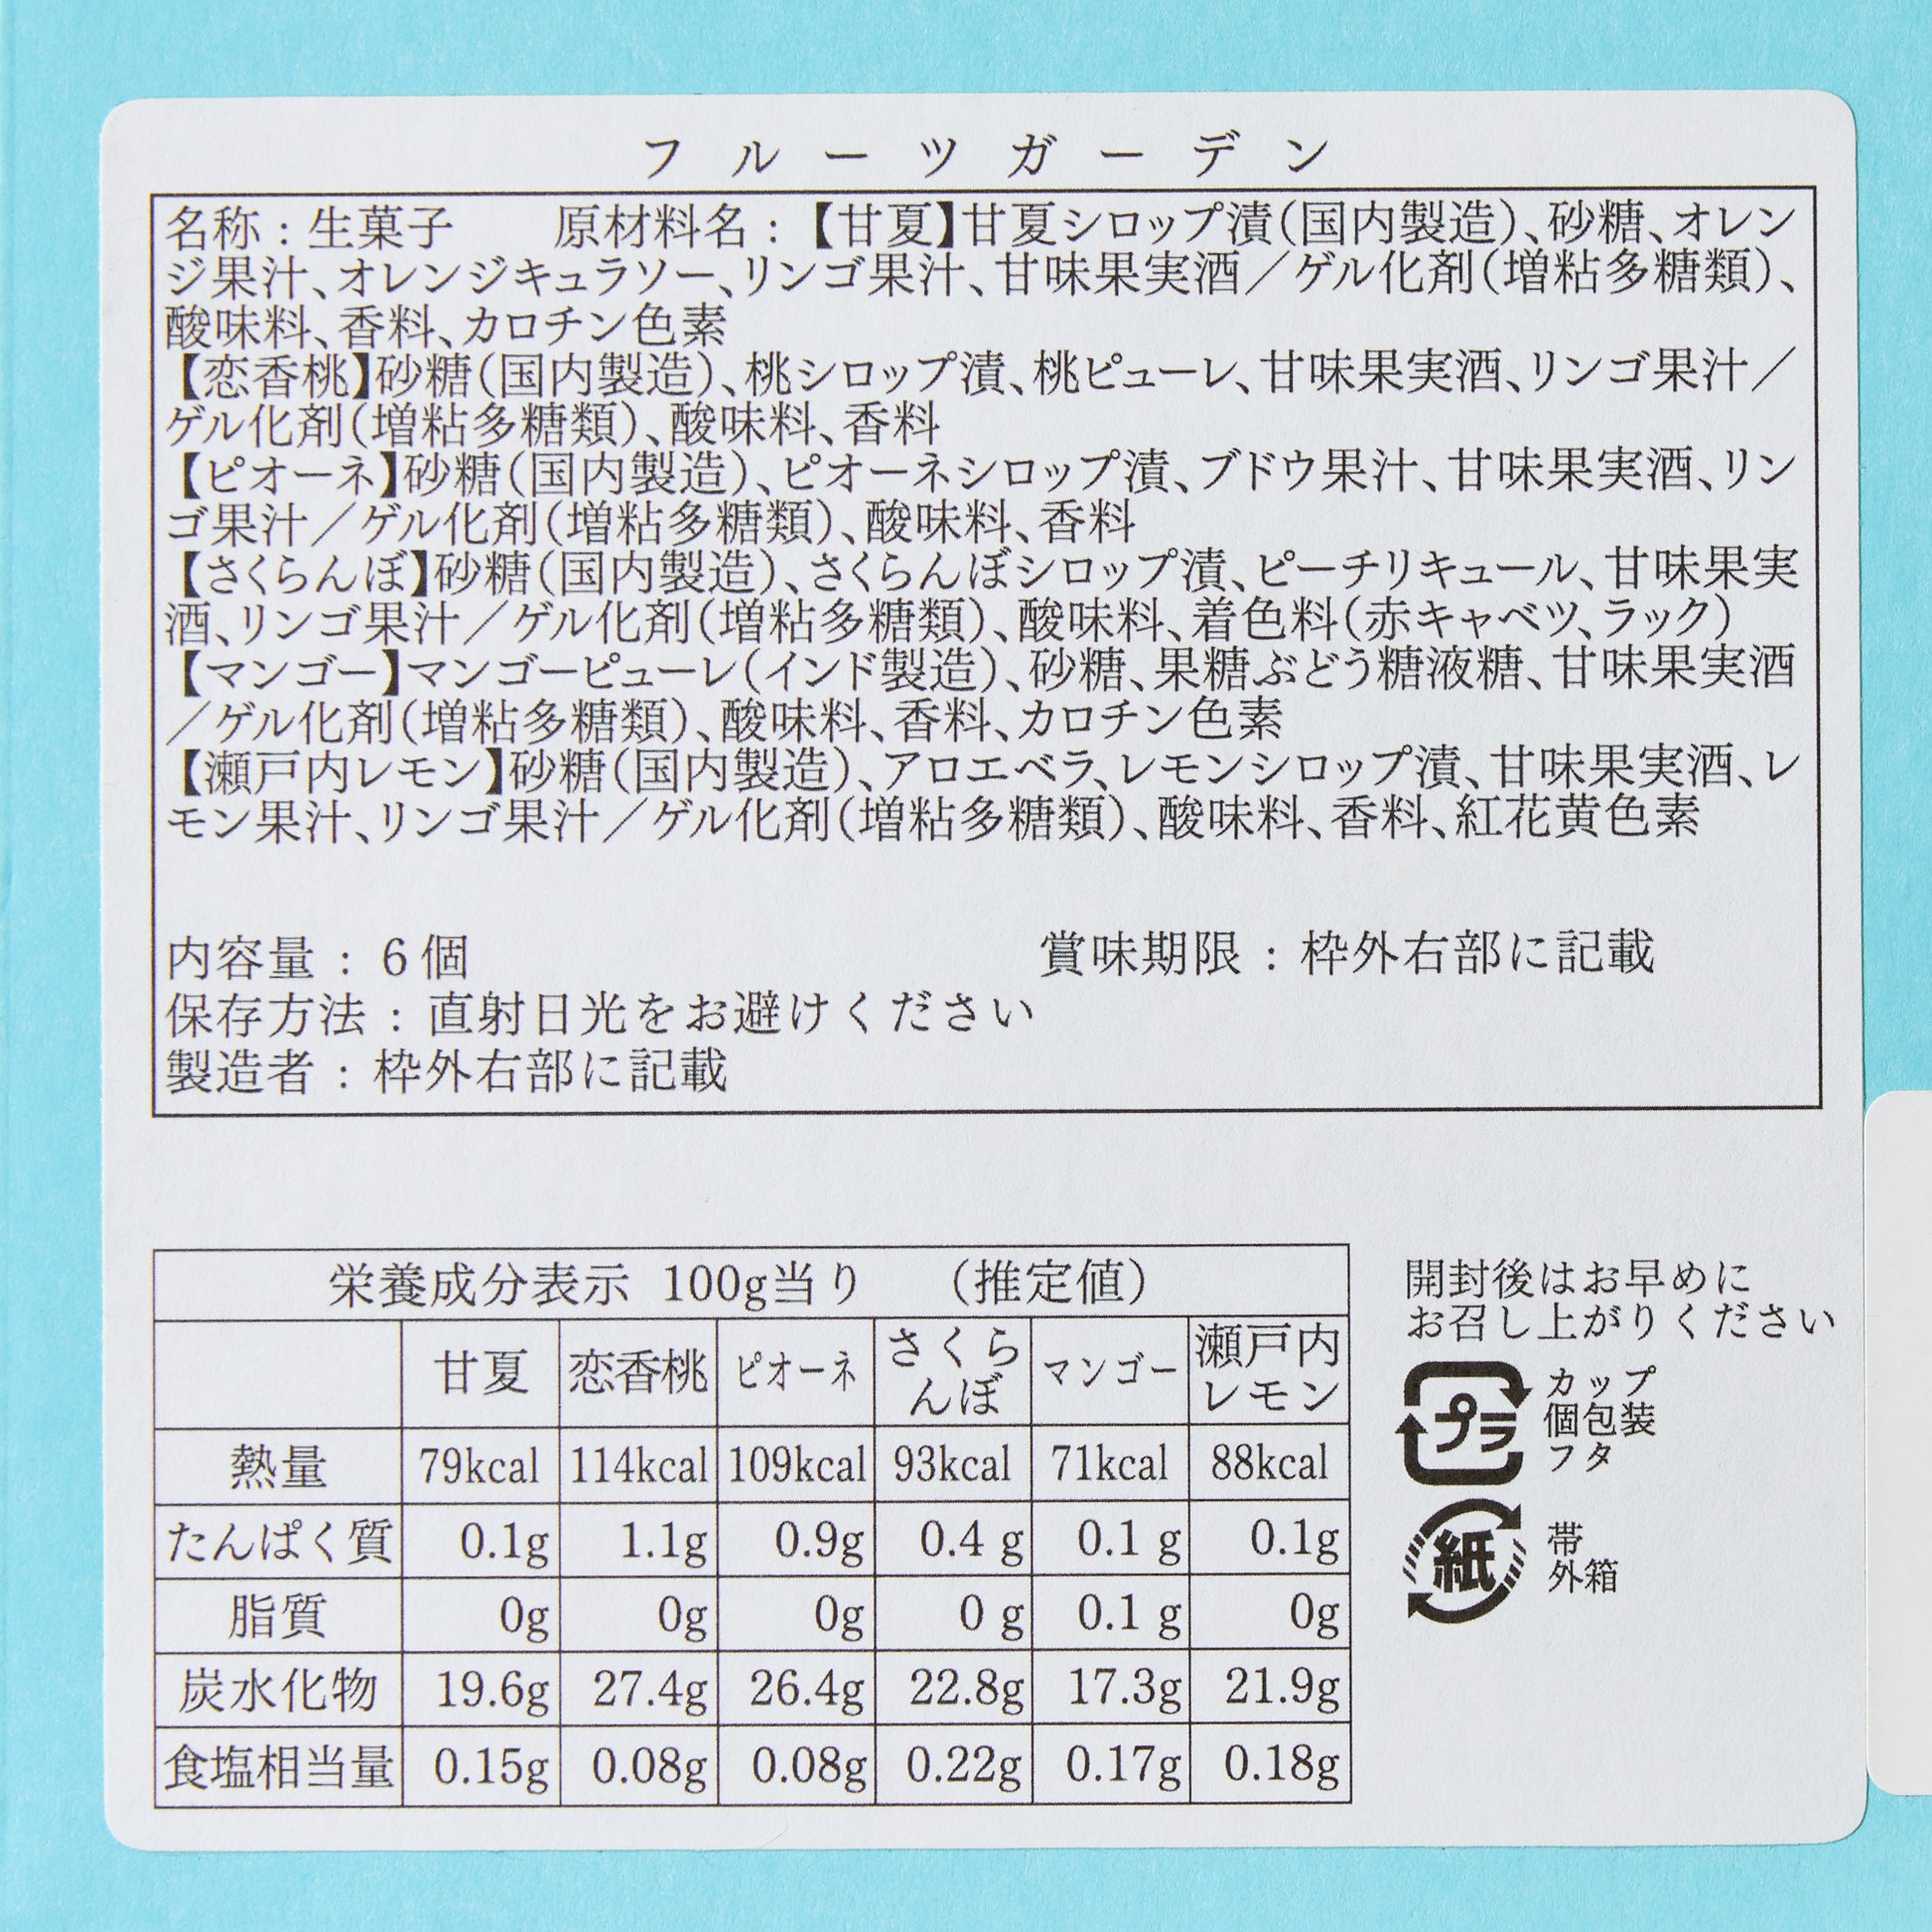 フルーツガーデン
名称：生菓子　原材料名：【甘夏】甘夏シロップ漬(国内製造)、砂糖、オレン
ジ果汁、オレンジキュラソー、リンゴ果汁、甘味果実酒／ゲル化剤(増粘多糖類)、
酸味料、香料、カロチン色素
【恋香桃】砂糖(国内製造)、桃シロップ漬、桃ピューレ、甘味果実酒、リンゴ果汁／
ゲル化剤(増粘多糖類)、酸味料、香料
【ピオーネ】砂糖(国内製造)、ピオーネシロップ漬、ブドウ果汁、甘味果実酒、リン
ゴ果汁／ゲル化剤(増粘多糖類)、酸味料、香料
【さくらんぼ】砂糖(国内製造)、さくらんぼシロップ漬、ピーチリキュール、甘味果実
酒、リンゴ果汁／ゲル化剤(増粘多糖類)、酸味料、着色料(赤キャベツ、ラック)
【マンゴー】マンゴーピューレ(インド製造)、砂糖、果糖ぶどう糖液糖、甘味果実酒
／ゲル化剤(増粘多糖類)、酸味料、香料、カロチン色素
【瀬戸内レモン】砂糖(国内製造)、アロエベラ、レモンシロップ漬、甘味果実酒、レ
モン果汁、リンゴ果汁／ゲル化剤(増粘多糖類)、酸味料、香料、紅花黄色素
内容量：6個　賞味期限：枠外右部に記載
保存方法：直射日光をお避けください
製造者：枠外右部に記載
栄養成分表示 100g当り （推定値）
甘夏 恋香桃 ピオーネ さくらんぼ マンゴー 瀬戸内レモン
熱量 79kcal 114kcal 109kcal 93kcal 71kcal 88kcal
たんぱく質 0.1g 1.1g 0.9g 0.4 g 0.1 g 0.1g
脂質 0g 0g 0g 0 g 0.1 g 0g
炭水化物 19.6g 27.4g 26.4g 22.8g 17.3g 21.9g
食塩相当量 0.15g 0.08g 0.08g 0.22g 0.17g 0.18g
開封後はお早めに
お召し上がりください
プラ
カップ
個包装
フタ
紙
帯
外箱